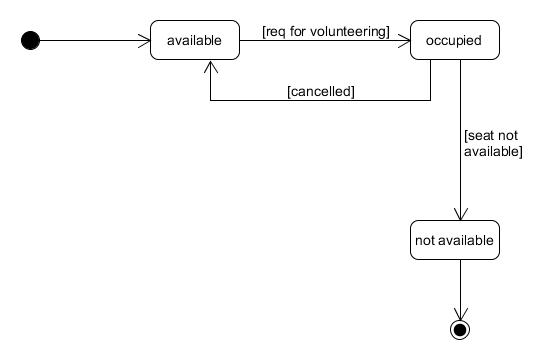 available
[req for volunteering]
occupied
[cancelled]
[seat not
available]
not available